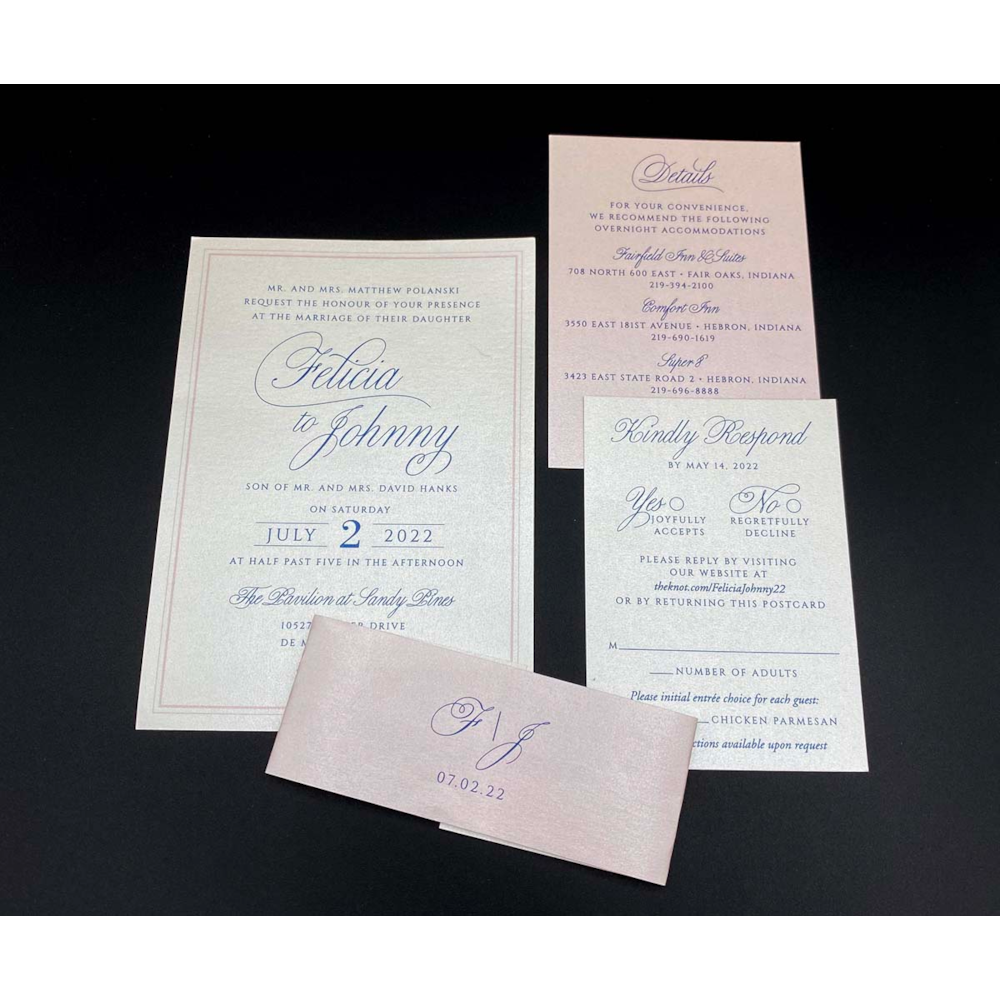 MR. AND MRS. MATTHEW POLANSKI
REQUEST THE HONOUR OF YOUR PRESENCE
AT THE MARRIAGE OF THEIR DAUGHTER
Felicia
to Johnny
SON OF MR. AND MRS. DAVID HANKS
ON SATURDAY
JULY 2 2022
AT HALF PAST FIVE IN THE AFTERNOON
The Pavilion at Sandy Pines
10527 DRIVE
DE
Details
FOR YOUR CONVENIENCE,
WE RECOMMEND THE FOLLOWING
OVERNIGHT ACCOMMODATIONS
Fairfield Inn & Suites
708 NORTH 600 EAST • FAIR OAKS, INDIANA
219-394-2100
Comfort Inn
3550 EAST 181ST AVENUE • HEBRON, INDIANA
219-690-1619
Super 8
3423 EAST STATE ROAD 2 • HEBRON, INDIANA
219-696-8888
Kindly Respond
BY MAY 14, 2022
Yes No
JOYFULLY REGRETFULLY
ACCEPTS DECLINE
PLEASE REPLY BY VISITING
OUR WEBSITE AT
theknot.com/FeliciaJohnny22
OR BY RETURNING THIS POSTCARD
M
NUMBER OF ADULTS
Please initial entrée choice for each guest:
CHICKEN PARMESAN
available upon request
F \ J
07.02.22